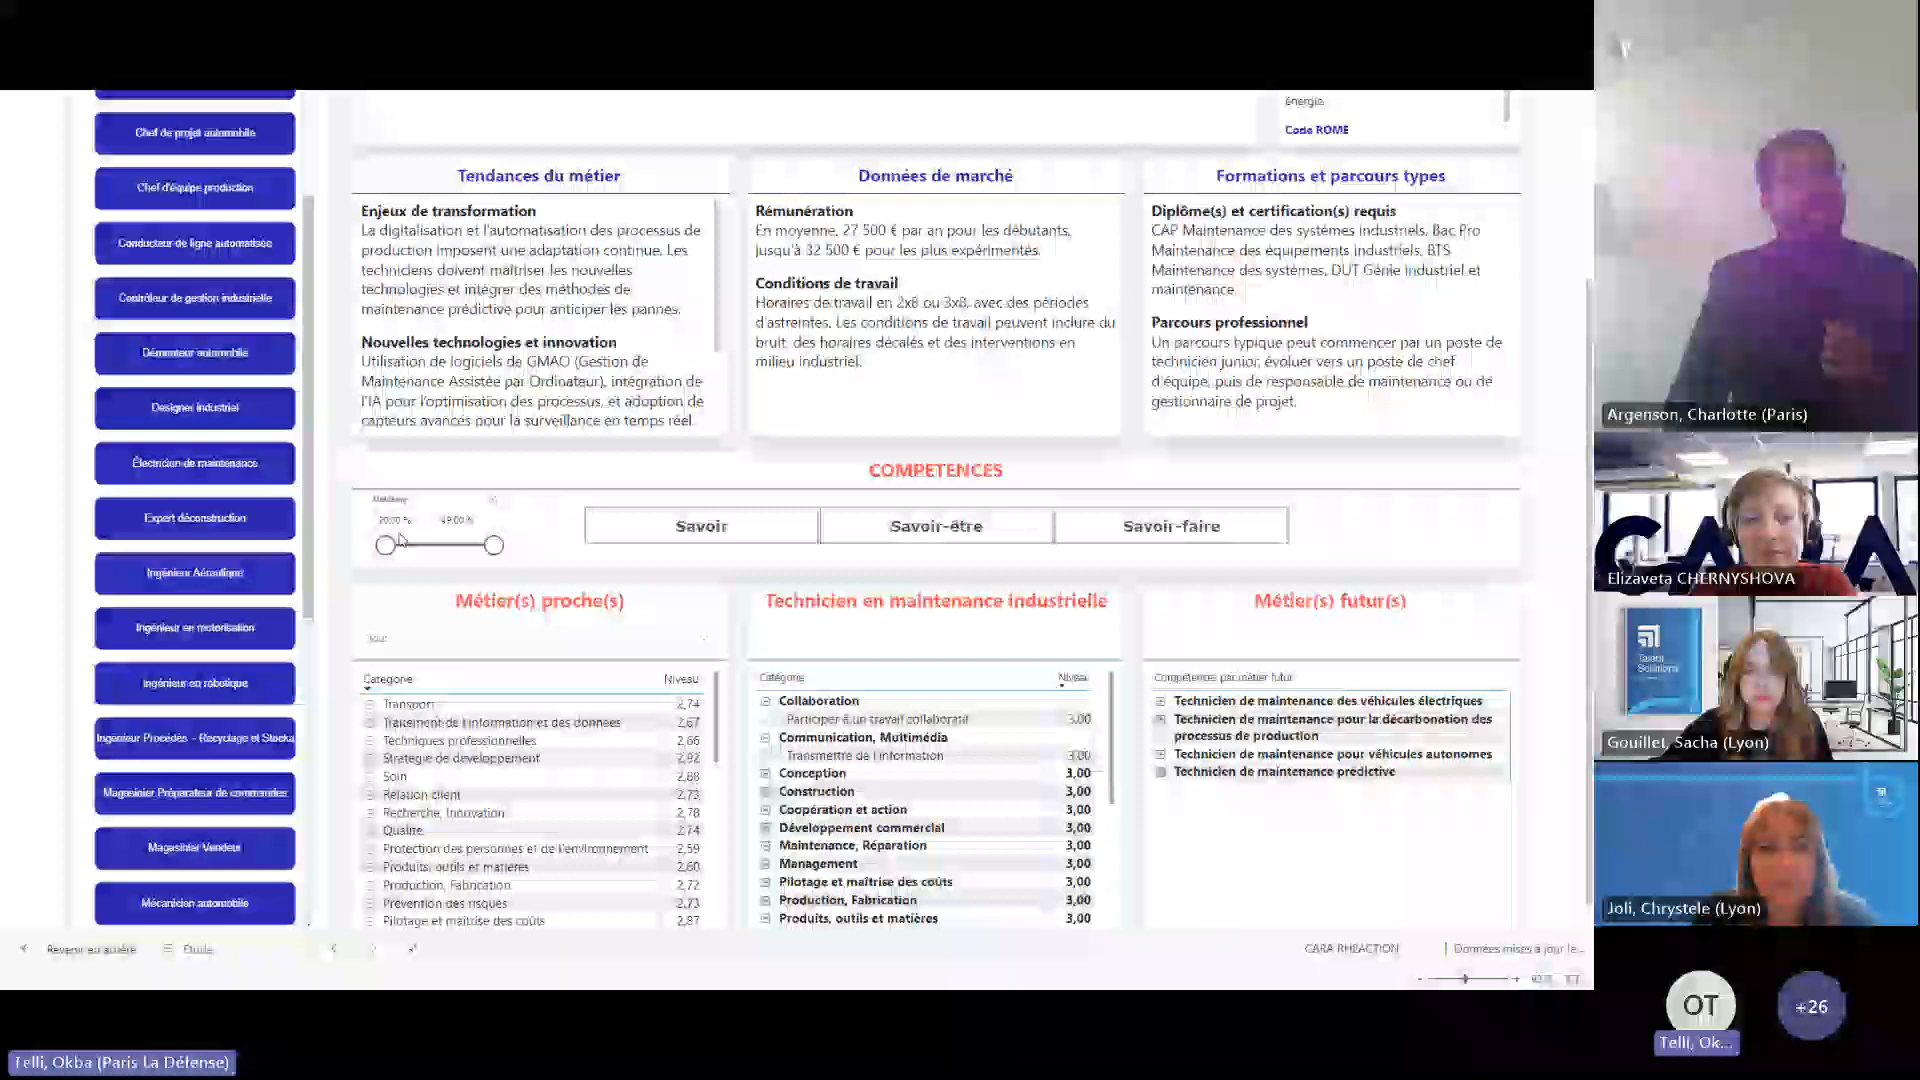 Chef de projet automobile
Chef d'équipe production
Conducteur de ligne automatisée
Contrôleur de gestion industrielle
Démonteur automobile
Designer industriel
Électricien de maintenance
Expert déconstruction
Ingénieur Aéraulique
Ingénieur en motorisation
Ingénieur en robotique
Ingénieur Procédés - Recyclage et Stocka
Magasinier Préparateur de commandes
Magasinier Vendeur
Mécanicien automobile
énergie
Code ROME
Tendances du métier
Enjeux de transformation
La digitalisation et l'automatisation des processus de
production imposent une adaptation continue. Les
techniciens doivent maîtriser les nouvelles
technologies et intégrer des méthodes de
maintenance prédictive pour anticiper les pannes.
Nouvelles technologies et innovation
Utilisation de logiciels de GMAO (Gestion de
Maintenance Assistée par Ordinateur), intégration de
l'IA pour l'optimisation des processus, et adoption de
capteurs avancés pour la surveillance en temps réel.
Données de marché
Rémunération
En moyenne, 27 500 € par an pour les débutants,
jusqu'à 32 500 € pour les plus expérimentés.
Conditions de travail
Horaires de travail en 2x8 ou 3x8, avec des périodes
d'astreintes. Les conditions de travail peuvent inclure du
bruit, des horaires décalés et des interventions en
milieu industriel.
Formations et parcours types
Diplôme(s) et certification(s) requis
CAP Maintenance des systèmes industriels, Bac Pro
Maintenance des équipements industriels, BTS
Maintenance des systèmes, DUT Génie Industriel et
maintenance.
Parcours professionnel
Un parcours typique peut commencer par un poste de
technicien junior, évoluer vers un poste de chef
d'équipe, puis de responsable de maintenance ou de
gestionnaire de projet.
COMPETENCES
20,00 % 49,00 %
Savoir
Savoir-être
Savoir-faire
Métier(s) proche(s)
Tout
Catégorie Niveau
Transport 2,74
Traitement de l'information et des données 2,67
Techniques professionnelles 2,66
Stratégie de développement 2,92
Soin 2,88
Relation client 2,73
Recherche, Innovation 2,78
Qualité 2,74
Protection des personnes et de l'environnement 2,59
Produits, outils et matières 2,60
Production, Fabrication 2,72
Prévention des risques 2,73
Pilotage et maîtrise des coûts 2,87
Technicien en maintenance industrielle
Catégorie Niveau
Collaboration
Participer à un travail collaboratif 3,00
Communication, Multimédia
Transmettre de l'information 3,00
Conception 3,00
Construction 3,00
Coopération et action 3,00
Développement commercial 3,00
Maintenance, Réparation 3,00
Management 3,00
Pilotage et maîtrise des coûts 3,00
Production, Fabrication 3,00
Produits, outils et matières 3,00
Métier(s) futur(s)
Compétences par métier futur
Technicien de maintenance des véhicules électriques
Technicien de maintenance pour la décarbonation des
processus de production
Technicien de maintenance pour véhicules autonomes
Technicien de maintenance prédictive
Revenir en arrière
Etude
CARA RHEACTION
Données mises à jour le...
Argenson, Charlotte (Paris)
CARA
Elizaveta CHERNYSHOVA
Talent
Solutions
Gouillet, Sacha (Lyon)
Joli, Chrystele (Lyon)
OT
+26
Telli, Ok...
Telli, Okba (Paris La Défense)